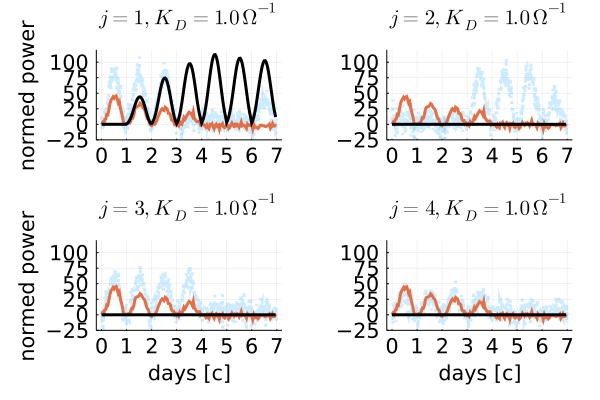 j = 1, K_D = 1.0 Ω⁻¹
j = 2, K_D = 1.0 Ω⁻¹
normed power
100
75
50
25
0
−25
0 1 2 3 4 5 6 7
100
75
50
25
0
−25
0 1 2 3 4 5 6 7
j = 3, K_D = 1.0 Ω⁻¹
j = 4, K_D = 1.0 Ω⁻¹
normed power
100
75
50
25
0
−25
0 1 2 3 4 5 6 7
days [c]
100
75
50
25
0
−25
0 1 2 3 4 5 6 7
days [c]